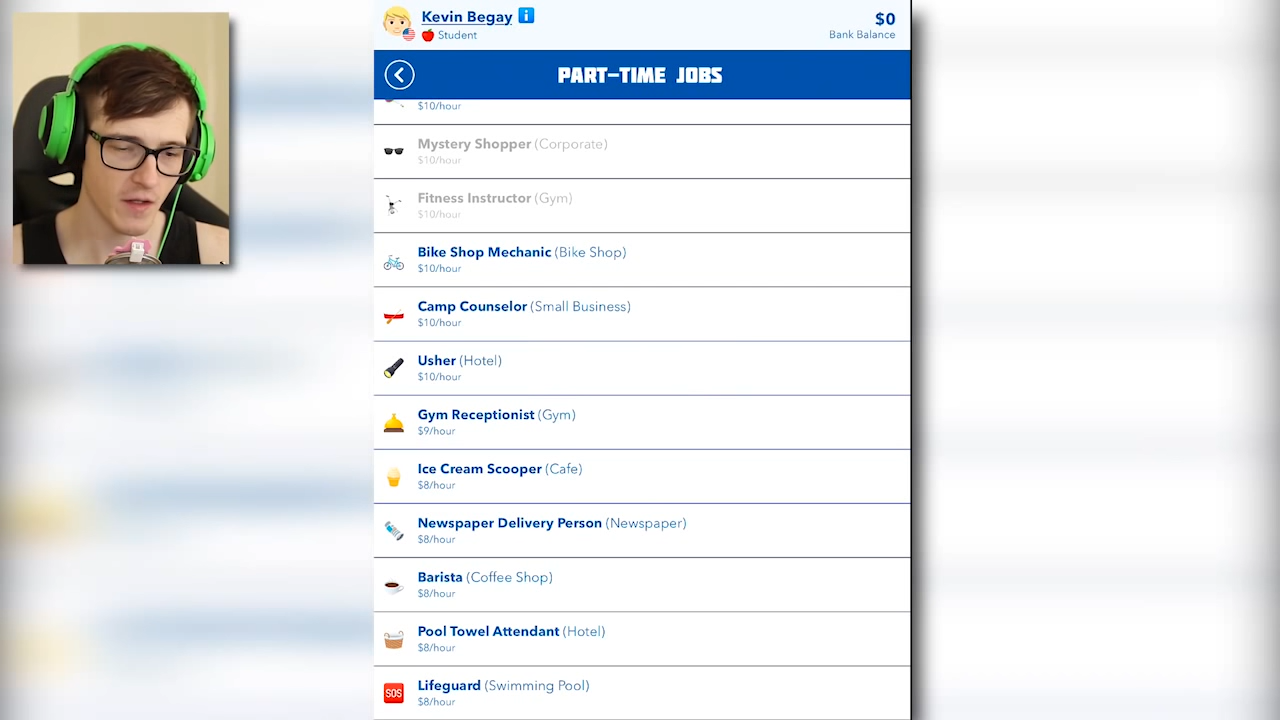 Kevin Begay
Student
$0
Bank Balance
PART-TIME JOBS
$10/hour
Mystery Shopper (Corporate)
$10/hour
Fitness Instructor (Gym)
$10/hour
Bike Shop Mechanic (Bike Shop)
$10/hour
Camp Counselor (Small Business)
$10/hour
Usher (Hotel)
$10/hour
Gym Receptionist (Gym)
$9/hour
Ice Cream Scooper (Cafe)
$8/hour
Newspaper Delivery Person (Newspaper)
$8/hour
Barista (Coffee Shop)
$8/hour
Pool Towel Attendant (Hotel)
$8/hour
SOS
Lifeguard (Swimming Pool)
$8/hour